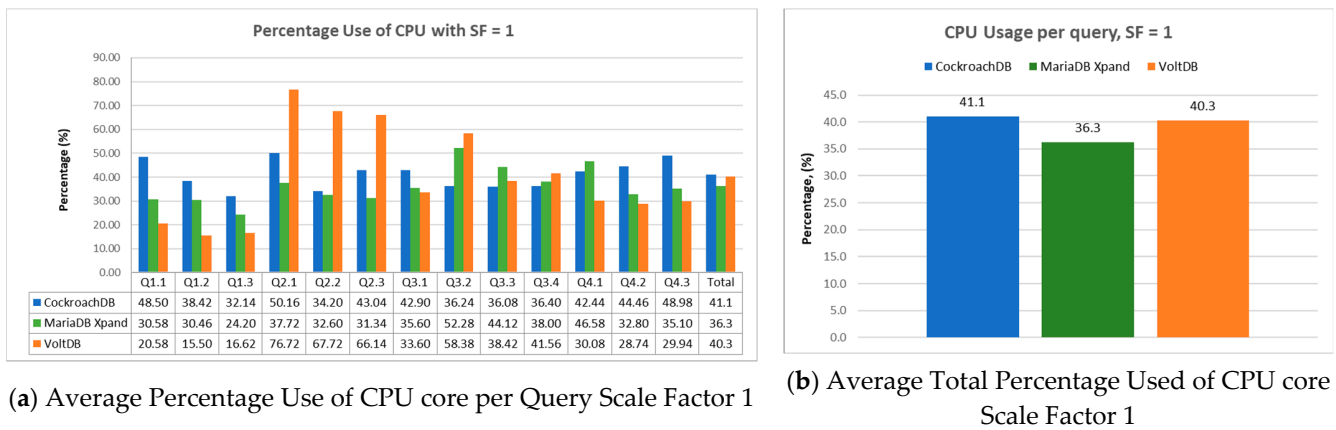 Percentage Use of CPU with SF = 1
Percentage (%)
90.00
80.00
70.00
60.00
50.00
40.00
30.00
20.00
10.00
0.00
Q1.1 Q1.2 Q1.3 Q2.1 Q2.2 Q2.3 Q3.1 Q3.2 Q3.3 Q3.4 Q4.1 Q4.2 Q4.3 Total
CockroachDB 48.50 38.42 32.14 50.16 34.20 43.04 42.90 36.24 36.08 36.40 42.44 44.46 48.98 41.1
MariaDB Xpand 30.58 30.46 24.20 37.72 32.60 31.34 35.60 52.28 44.12 38.00 46.58 32.80 35.10 36.3
VoltDB 20.58 15.50 16.62 76.72 67.72 66.14 33.60 58.38 38.42 41.56 30.08 28.74 29.94 40.3
(a) Average Percentage Use of CPU core per Query Scale Factor 1
CPU Usage per query, SF = 1
CockroachDB MariaDB Xpand VoltDB
Percentage, (%)
45.0
40.0
35.0
30.0
25.0
20.0
15.0
10.0
5.0
0.0
41.1
36.3
40.3
(b) Average Total Percentage Used of CPU core
Scale Factor 1